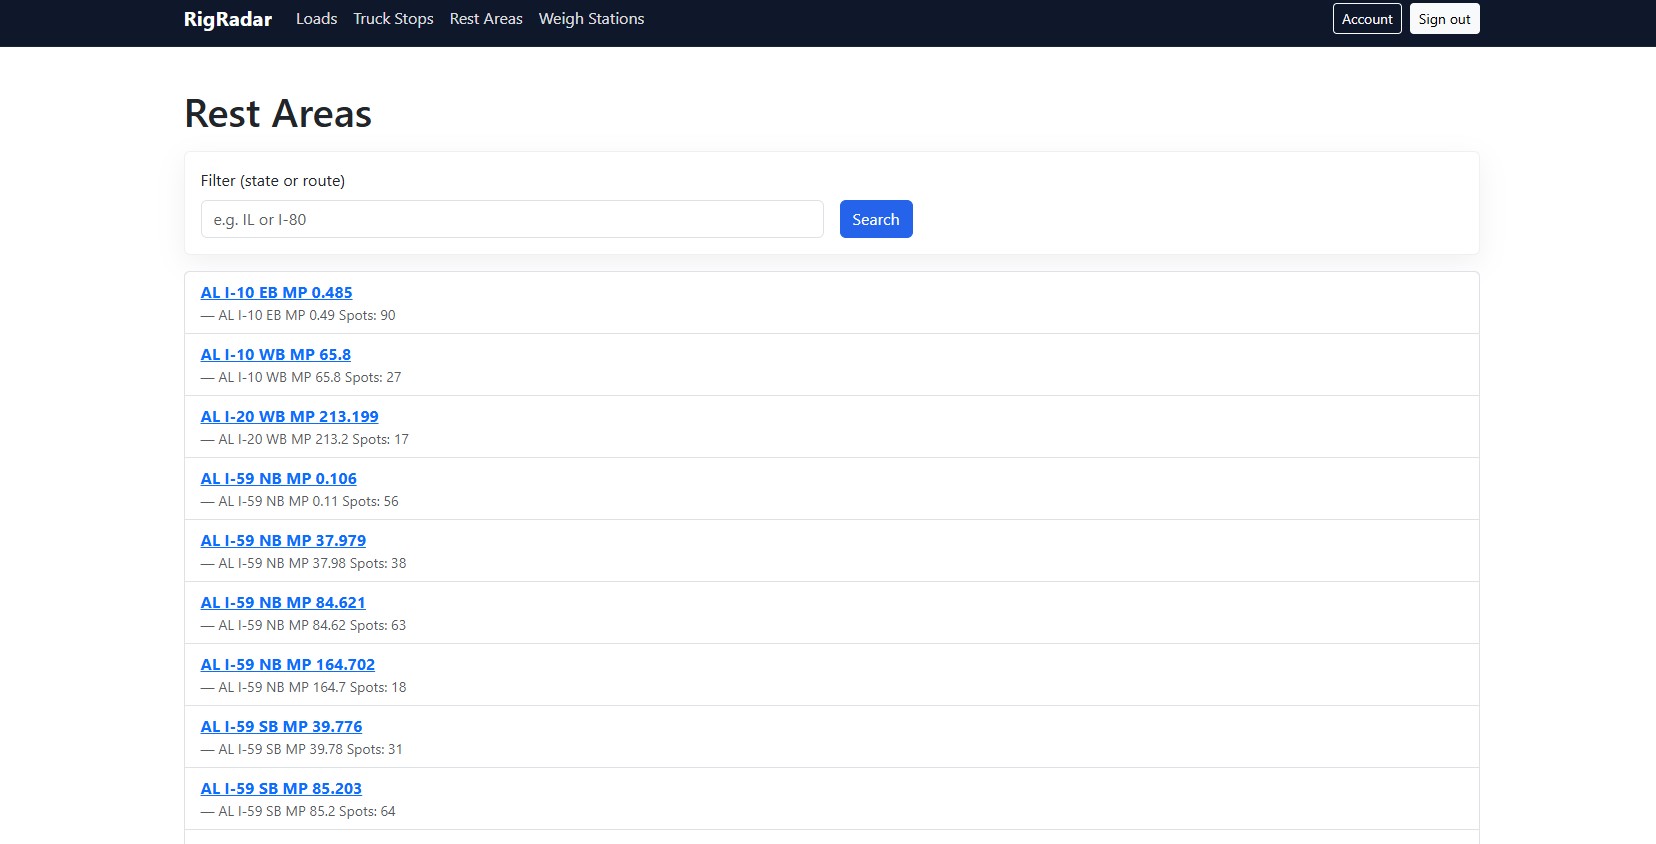 RigRadar Loads Truck Stops Rest Areas Weigh Stations Account Sign out
Rest Areas
Filter (state or route)
e.g. IL or I-80 Search
AL I-10 EB MP 0.485
— AL I-10 EB MP 0.49 Spots: 90
AL I-10 WB MP 65.8
— AL I-10 WB MP 65.8 Spots: 27
AL I-20 WB MP 213.199
— AL I-20 WB MP 213.2 Spots: 17
AL I-59 NB MP 0.106
— AL I-59 NB MP 0.11 Spots: 56
AL I-59 NB MP 37.979
— AL I-59 NB MP 37.98 Spots: 38
AL I-59 NB MP 84.621
— AL I-59 NB MP 84.62 Spots: 63
AL I-59 NB MP 164.702
— AL I-59 NB MP 164.7 Spots: 18
AL I-59 SB MP 39.776
— AL I-59 SB MP 39.78 Spots: 31
AL I-59 SB MP 85.203
— AL I-59 SB MP 85.2 Spots: 64